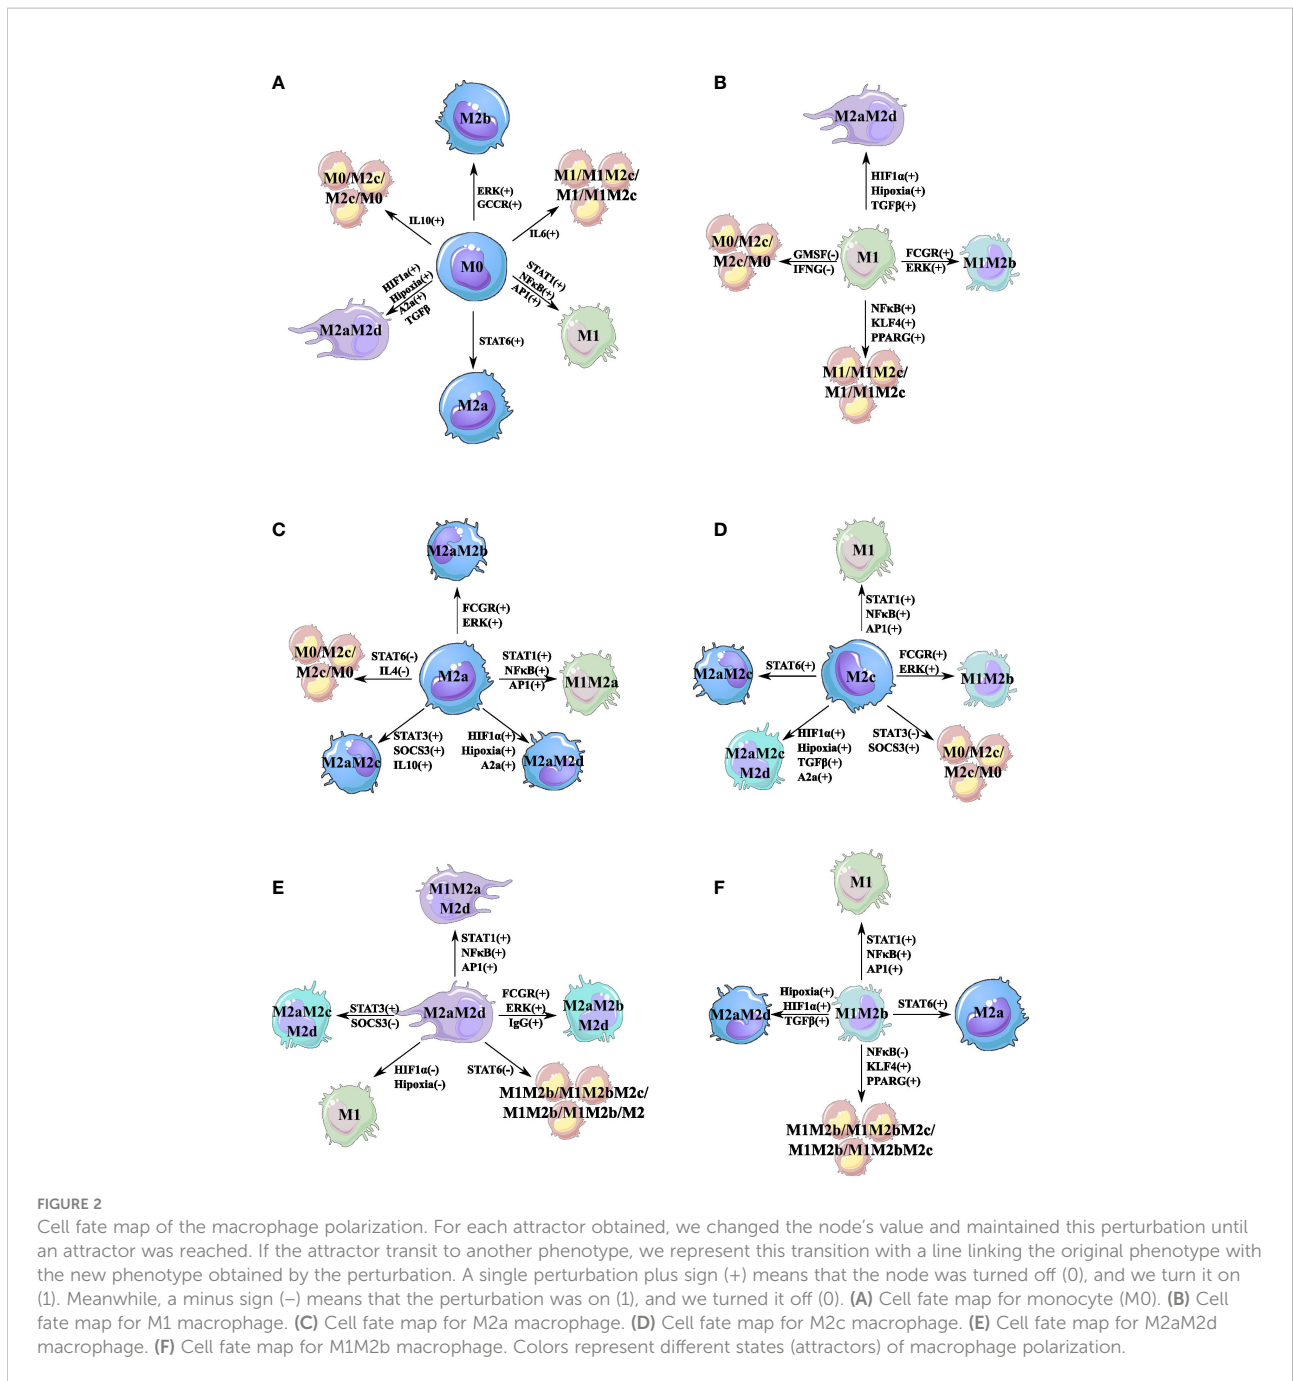 A
M2b
M0/M2c/
M2c/M0
M1/M1M2c/
M1/M1M2c
ERK(+)
GCCR(+)
IL10(+)
IL6(+)
M0
HIF1a(+)
Hipoxia(+)
A2a(+)
TGFβ
STAT1(+)
NFκB(+)
AP1(+)
M2aM2d
M1
STAT6(+)
M2a
B
M2aM2d
HIF1α(+)
Hipoxia(+)
TGFβ(+)
M0/M2c/
M2c/M0
GMSF(-)
IFNG(-)
M1
FCGR(+)
ERK(+)
M1M2b
NFκB(+)
KLF4(+)
PPARG(+)
M1/M1M2c/
M1/M1M2c
C
M2aM2b
FCGR(+)
ERK(+)
M0/M2c/
M2c/M0
STAT6(-)
IL4(-)
M2a
STAT1(+)
NFκB(+)
AP1(+)
M1M2a
STAT3(+)
SOCS3(+)
IL10(+)
HIF1α(+)
Hipoxia(+)
A2a(+)
M2aM2c
M2aM2d
D
M1
STAT1(+)
NFκB(+)
AP1(+)
M2aM2c
STAT6(+)
M2c
FCGR(+)
ERK(+)
M1M2b
HIF1α(+)
Hipoxia(+)
TGFβ(+)
A2a(+)
STAT3(-)
SOCS3(+)
M2aM2c
M2d
M0/M2c/
M2c/M0
E
M1M2a
M2d
STAT1(+)
NFκB(+)
AP1(+)
M2aM2c
M2d
STAT3(+)
SOCS3(-)
M2aM2d
FCGR(+)
ERK(+)
IgG(+)
M2aM2b
M2d
HIF1α(-)
Hipoxia(-)
STAT6(-)
M1
M1M2b/M1M2bM2c/
M1M2b/M1M2b/M2
F
M1
STAT1(+)
NFκB(+)
AP1(+)
M2aM2d
Hipoxia(+)
HIF1α(+)
TGFβ(+)
M1M2b
STAT6(+)
M2a
NFκB(-)
KLF4(+)
PPARG(+)
M1M2b/M1M2bM2c/
M1M2b/M1M2bM2c
FIGURE 2
Cell fate map of the macrophage polarization. For each attractor obtained, we changed the node's value and maintained this perturbation until
an attractor was reached. If the attractor transit to another phenotype, we represent this transition with a line linking the original phenotype with
the new phenotype obtained by the perturbation. A single perturbation plus sign (+) means that the node was turned off (0), and we turn it on
(1). Meanwhile, a minus sign (–) means that the perturbation was on (1), and we turned it off (0). (A) Cell fate map for monocyte (M0). (B) Cell
fate map for M1 macrophage. (C) Cell fate map for M2a macrophage. (D) Cell fate map for M2c macrophage. (E) Cell fate map for M2aM2d
macrophage. (F) Cell fate map for M1M2b macrophage. Colors represent different states (attractors) of macrophage polarization.